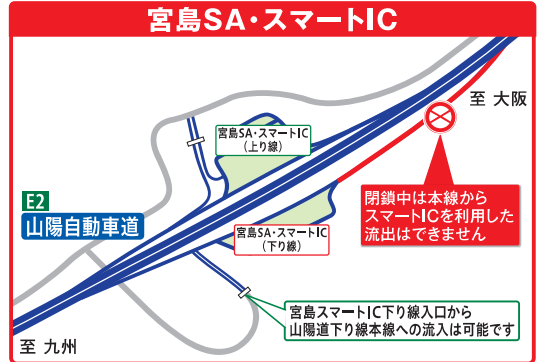 宮島SA・スマートIC
至 大阪
宮島SA・スマートIC
(上り線)
閉鎖中は本線から
スマートICを利用した
流出はできません
E2
山陽自動車道
宮島SA・スマートIC
(下り線)
宮島スマートIC下り線入口から
山陽道下り線本線への流入は可能です
至 九州